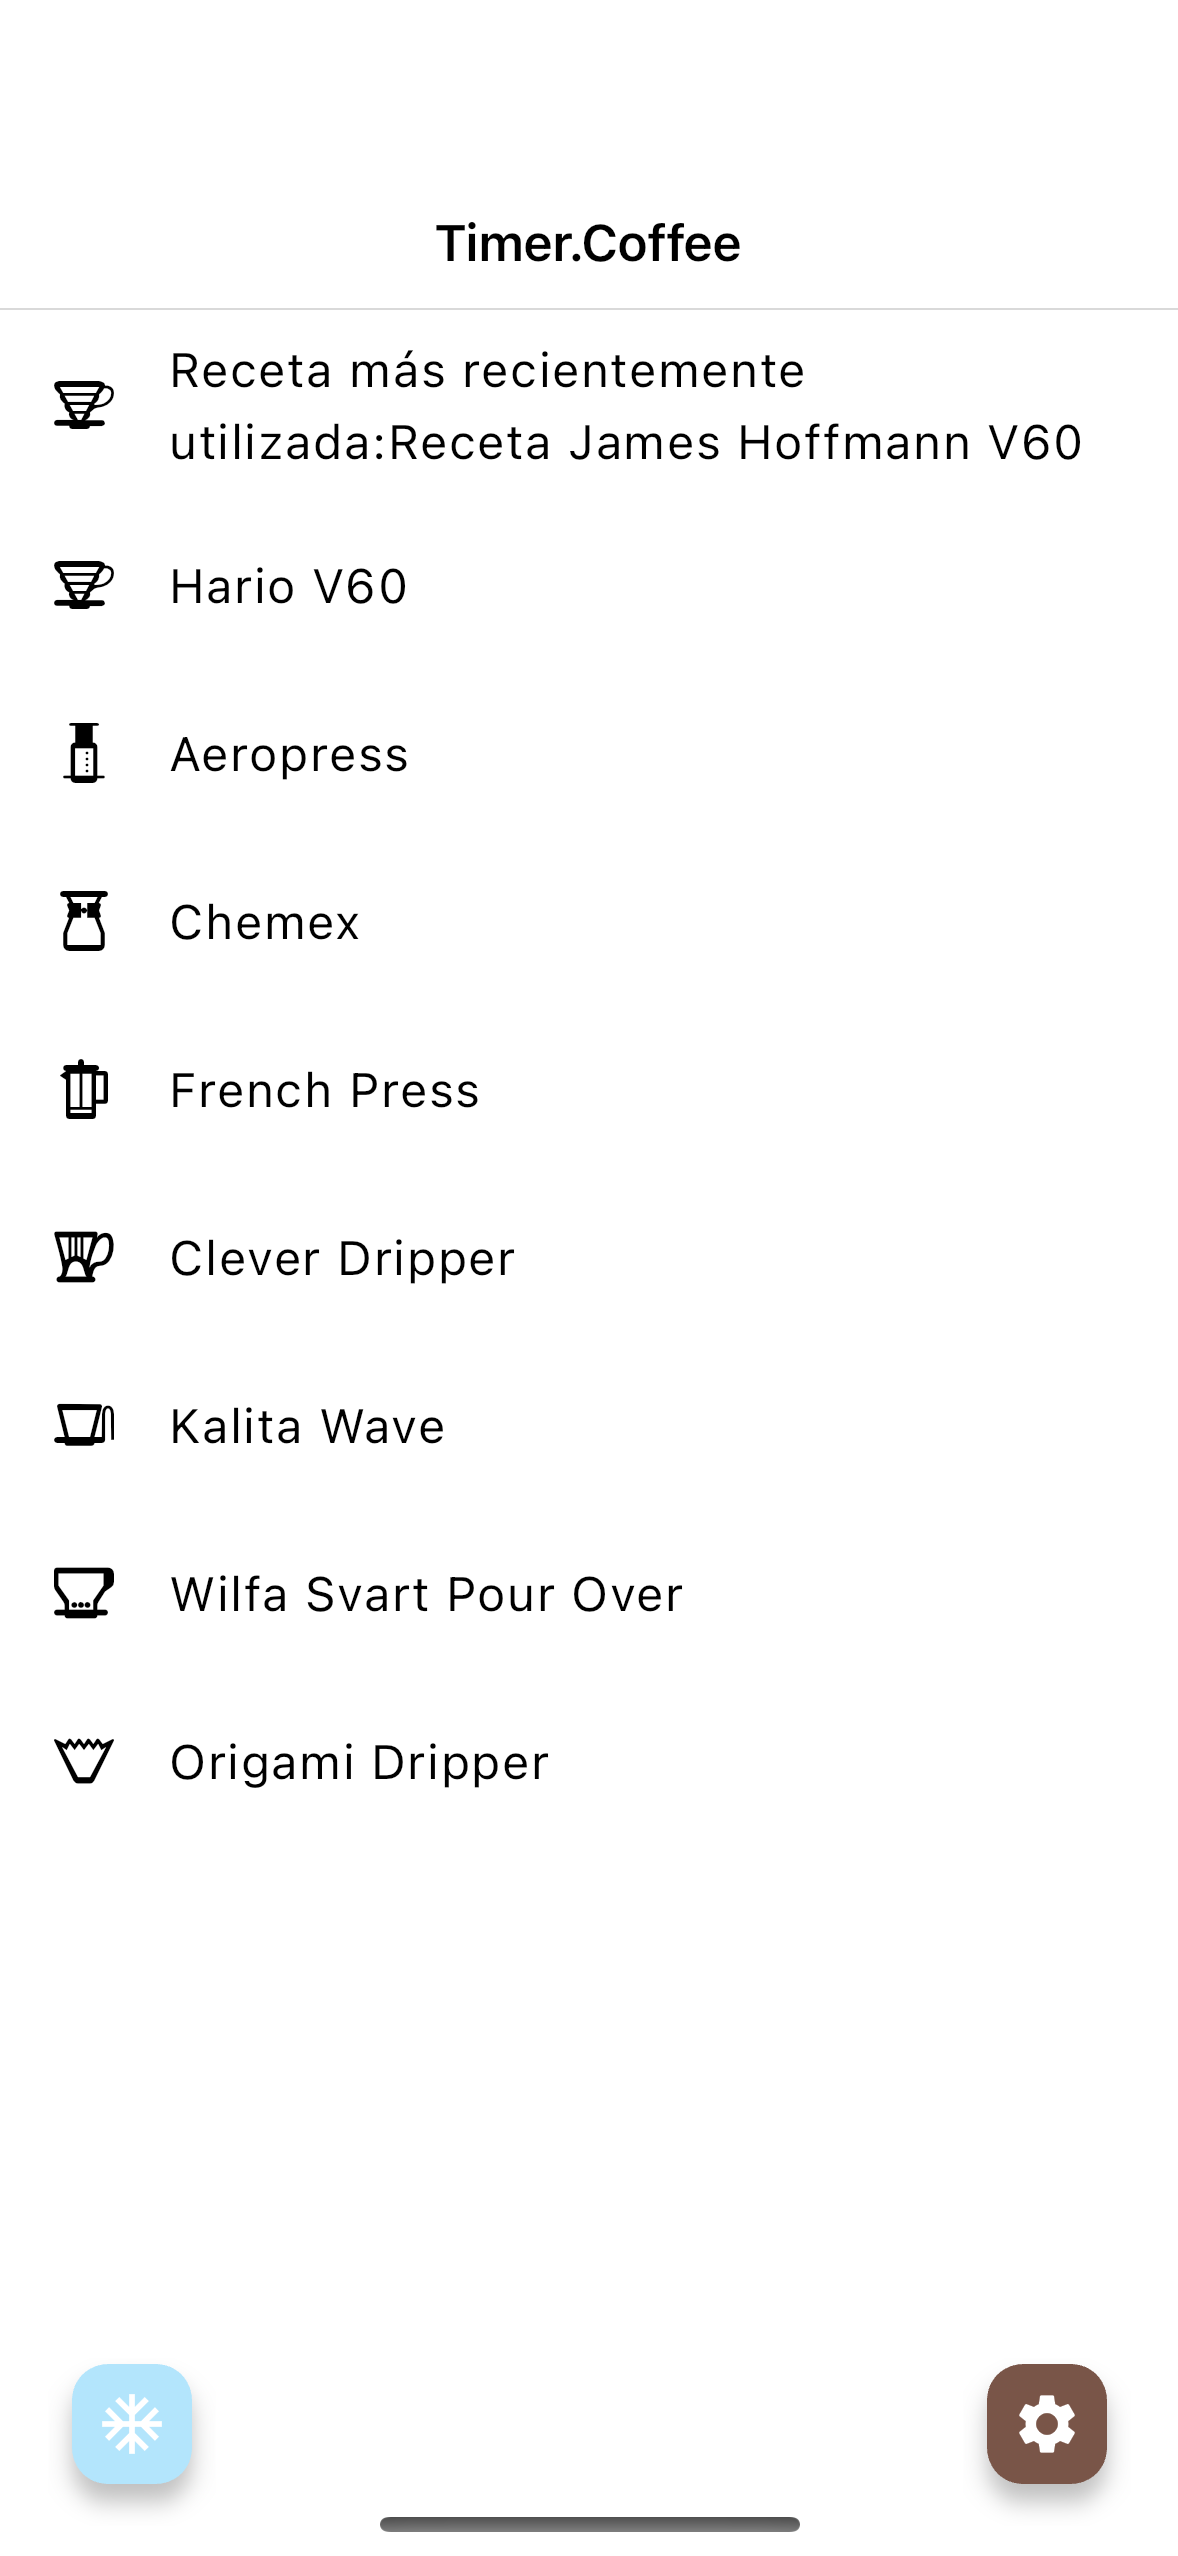 Timer.Coffee
Receta más recientemente
utilizada:Receta James Hoffmann V60
Hario V60
Aeropress
Chemex
French Press
Clever Dripper
Kalita Wave
Wilfa Svart Pour Over
Origami Dripper